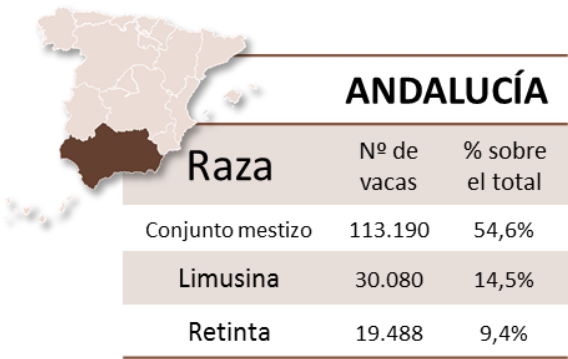 ANDALUCÍA
Raza Nº de vacas % sobre el total
Conjunto mestizo 113.190 54,6%
Limusina 30.080 14,5%
Retinta 19.488 9,4%